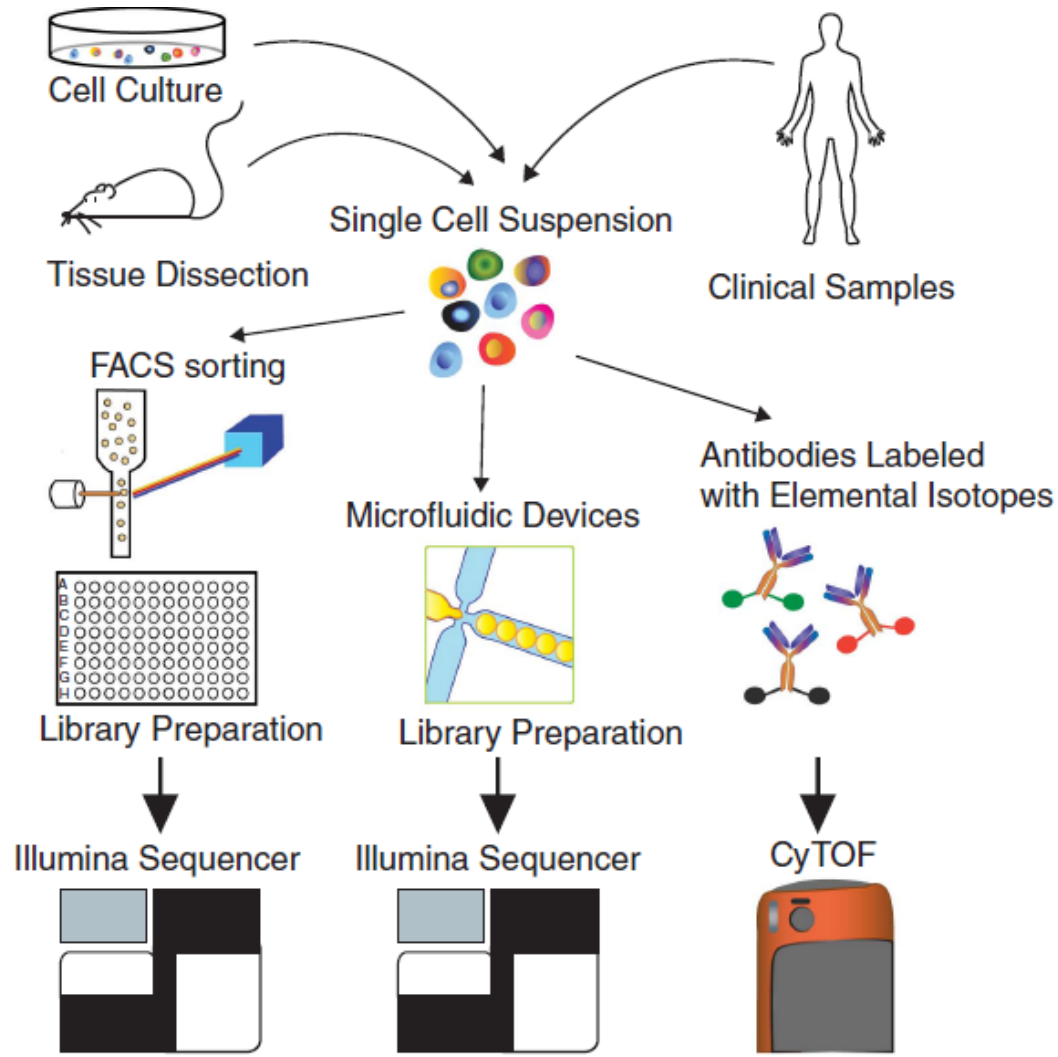 Cell Culture
Tissue Dissection
Single Cell Suspension
Clinical Samples
FACS sorting
Microfluidic Devices
Antibodies Labeled
with Elemental Isotopes
A
B
C
D
E
F
G
H
Library Preparation
Library Preparation
Illumina Sequencer
Illumina Sequencer
CyTOF